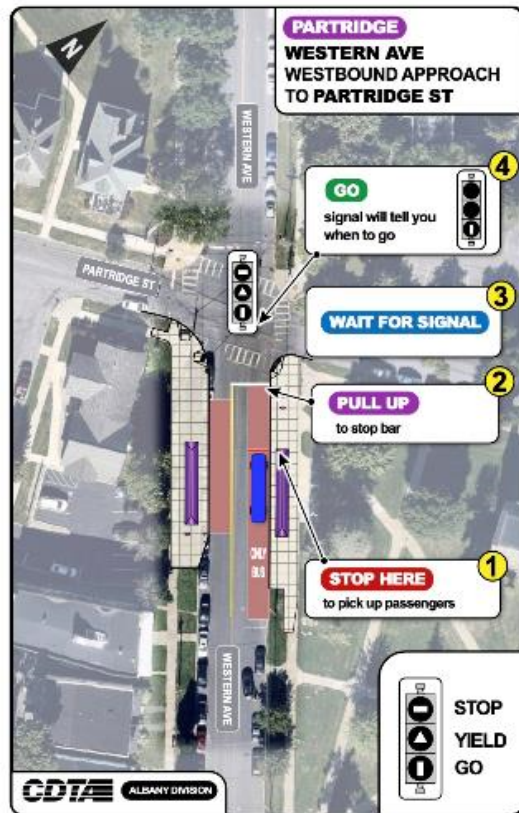 PARTRIDGE
WESTERN AVE
WESTBOUND APPROACH
TO PARTRIDGE ST
N
WESTERN AVE
4
GO
signal will tell you
when to go
PARTRIDGE ST
3
WAIT FOR SIGNAL
2
PULL UP
to stop bar
1
STOP HERE
to pick up passengers
ONLY
BUS
WESTERN AVE
STOP
YIELD
GO
CDTA ALBANY DIVISION